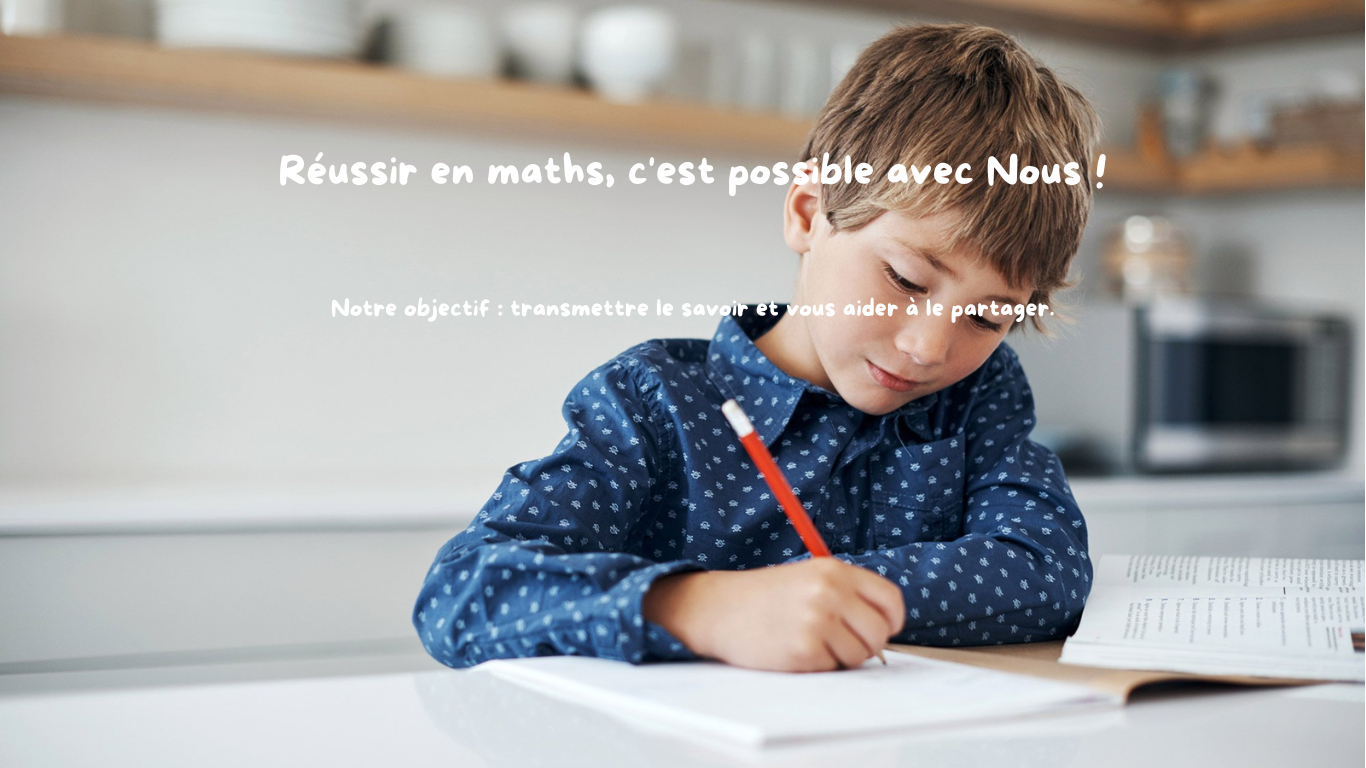 Réussir en maths, c'est possible avec Nous !
Notre objectif : transmettre le savoir et vous aider à le partager.